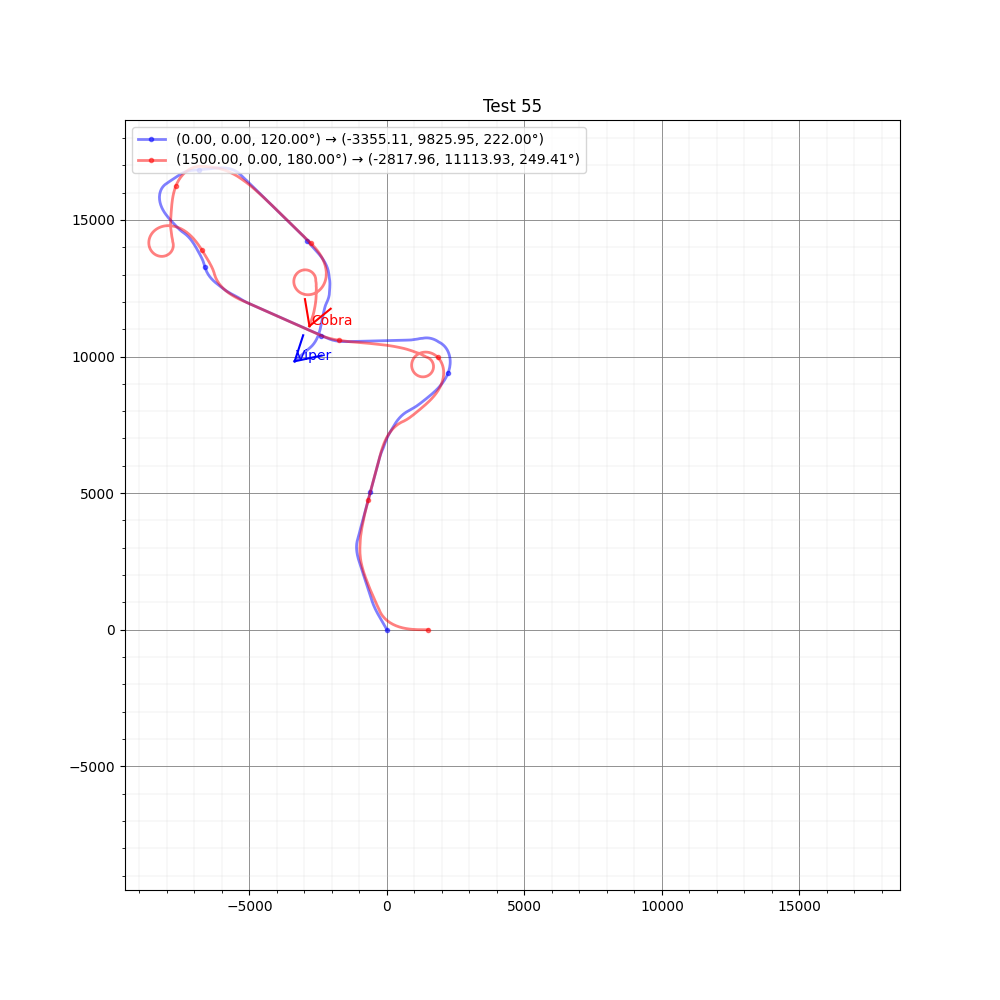 Test 55
(0.00, 0.00, 120.00°) → (-3355.11, 9825.95, 222.00°)
(1500.00, 0.00, 180.00°) → (-2817.96, 11113.93, 249.41°)
15000
10000
5000
0
−5000
Cobra
Viper
−5000
0
5000
10000
15000